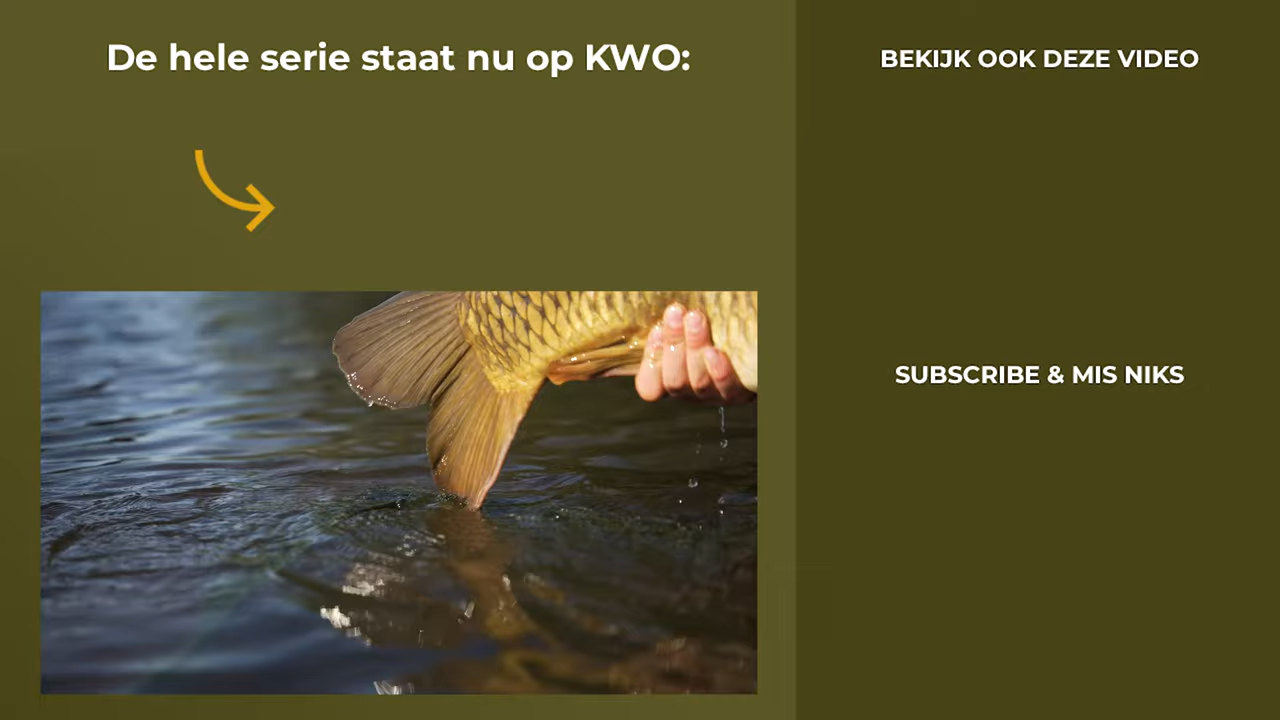 De hele serie staat nu op KWO:
BEKIJK OOK DEZE VIDEO
SUBSCRIBE & MIS NIKS